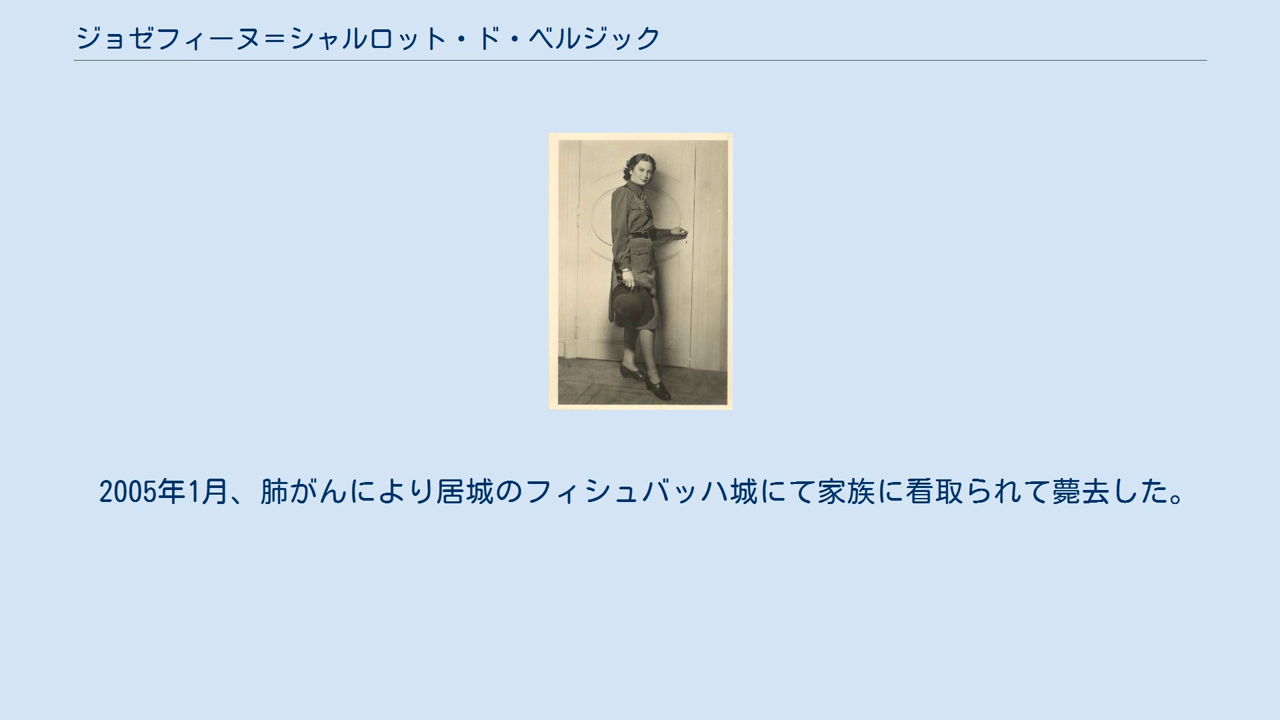 ジョゼフィーヌ＝シャルロット・ド・ベルジック
2005年1月、肺がんにより居城のフィシュバッハ城にて家族に看取られて薨去した。